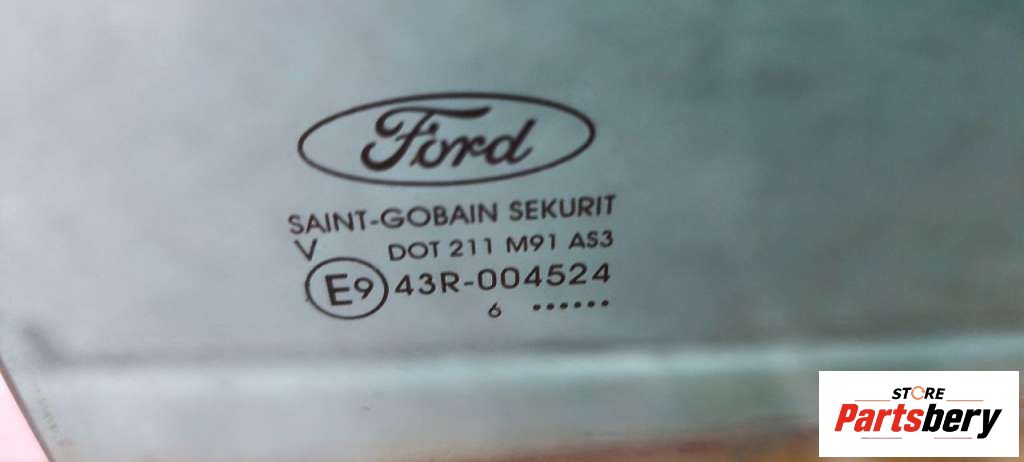 Ford
SAINT-GOBAIN SEKURIT
V DOT 211 M91 AS3
E9 43R-004524
6 ••••••
STORE
Partsbery